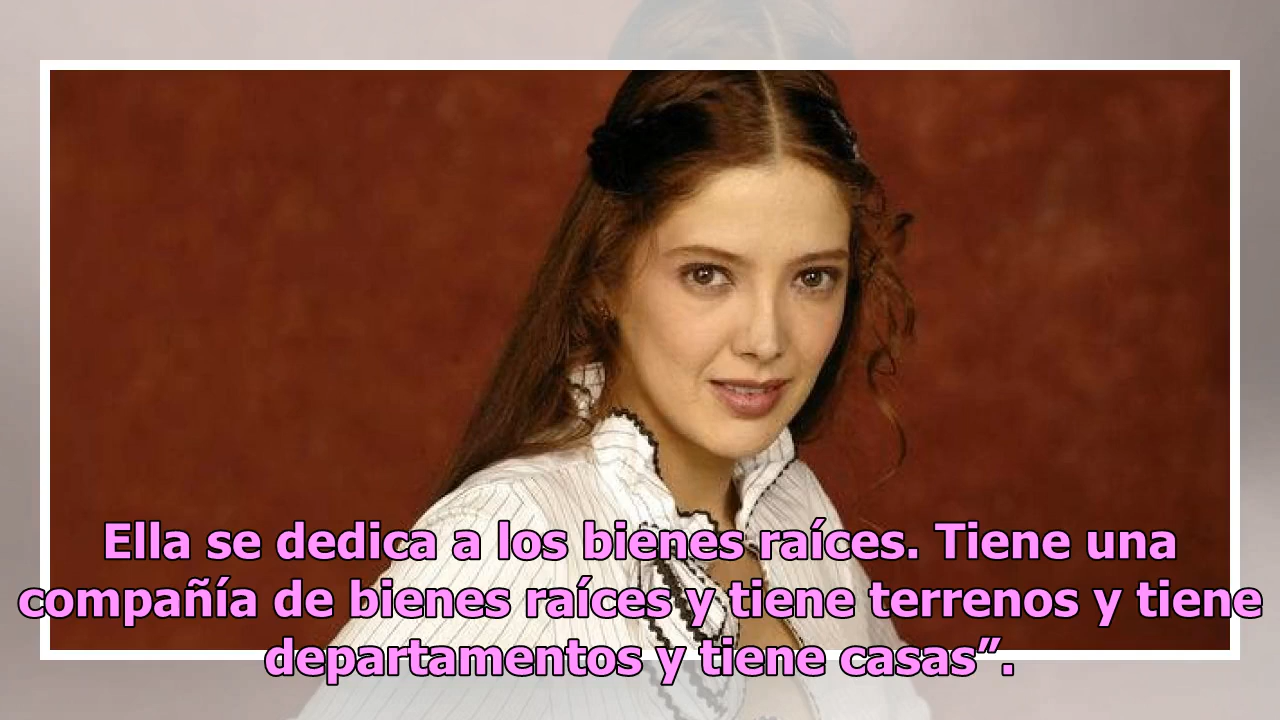 Ella se dedica a los bienes raíces. Tiene una
compañía de bienes raíces y tiene terrenos y tiene
departamentos y tiene casas”.